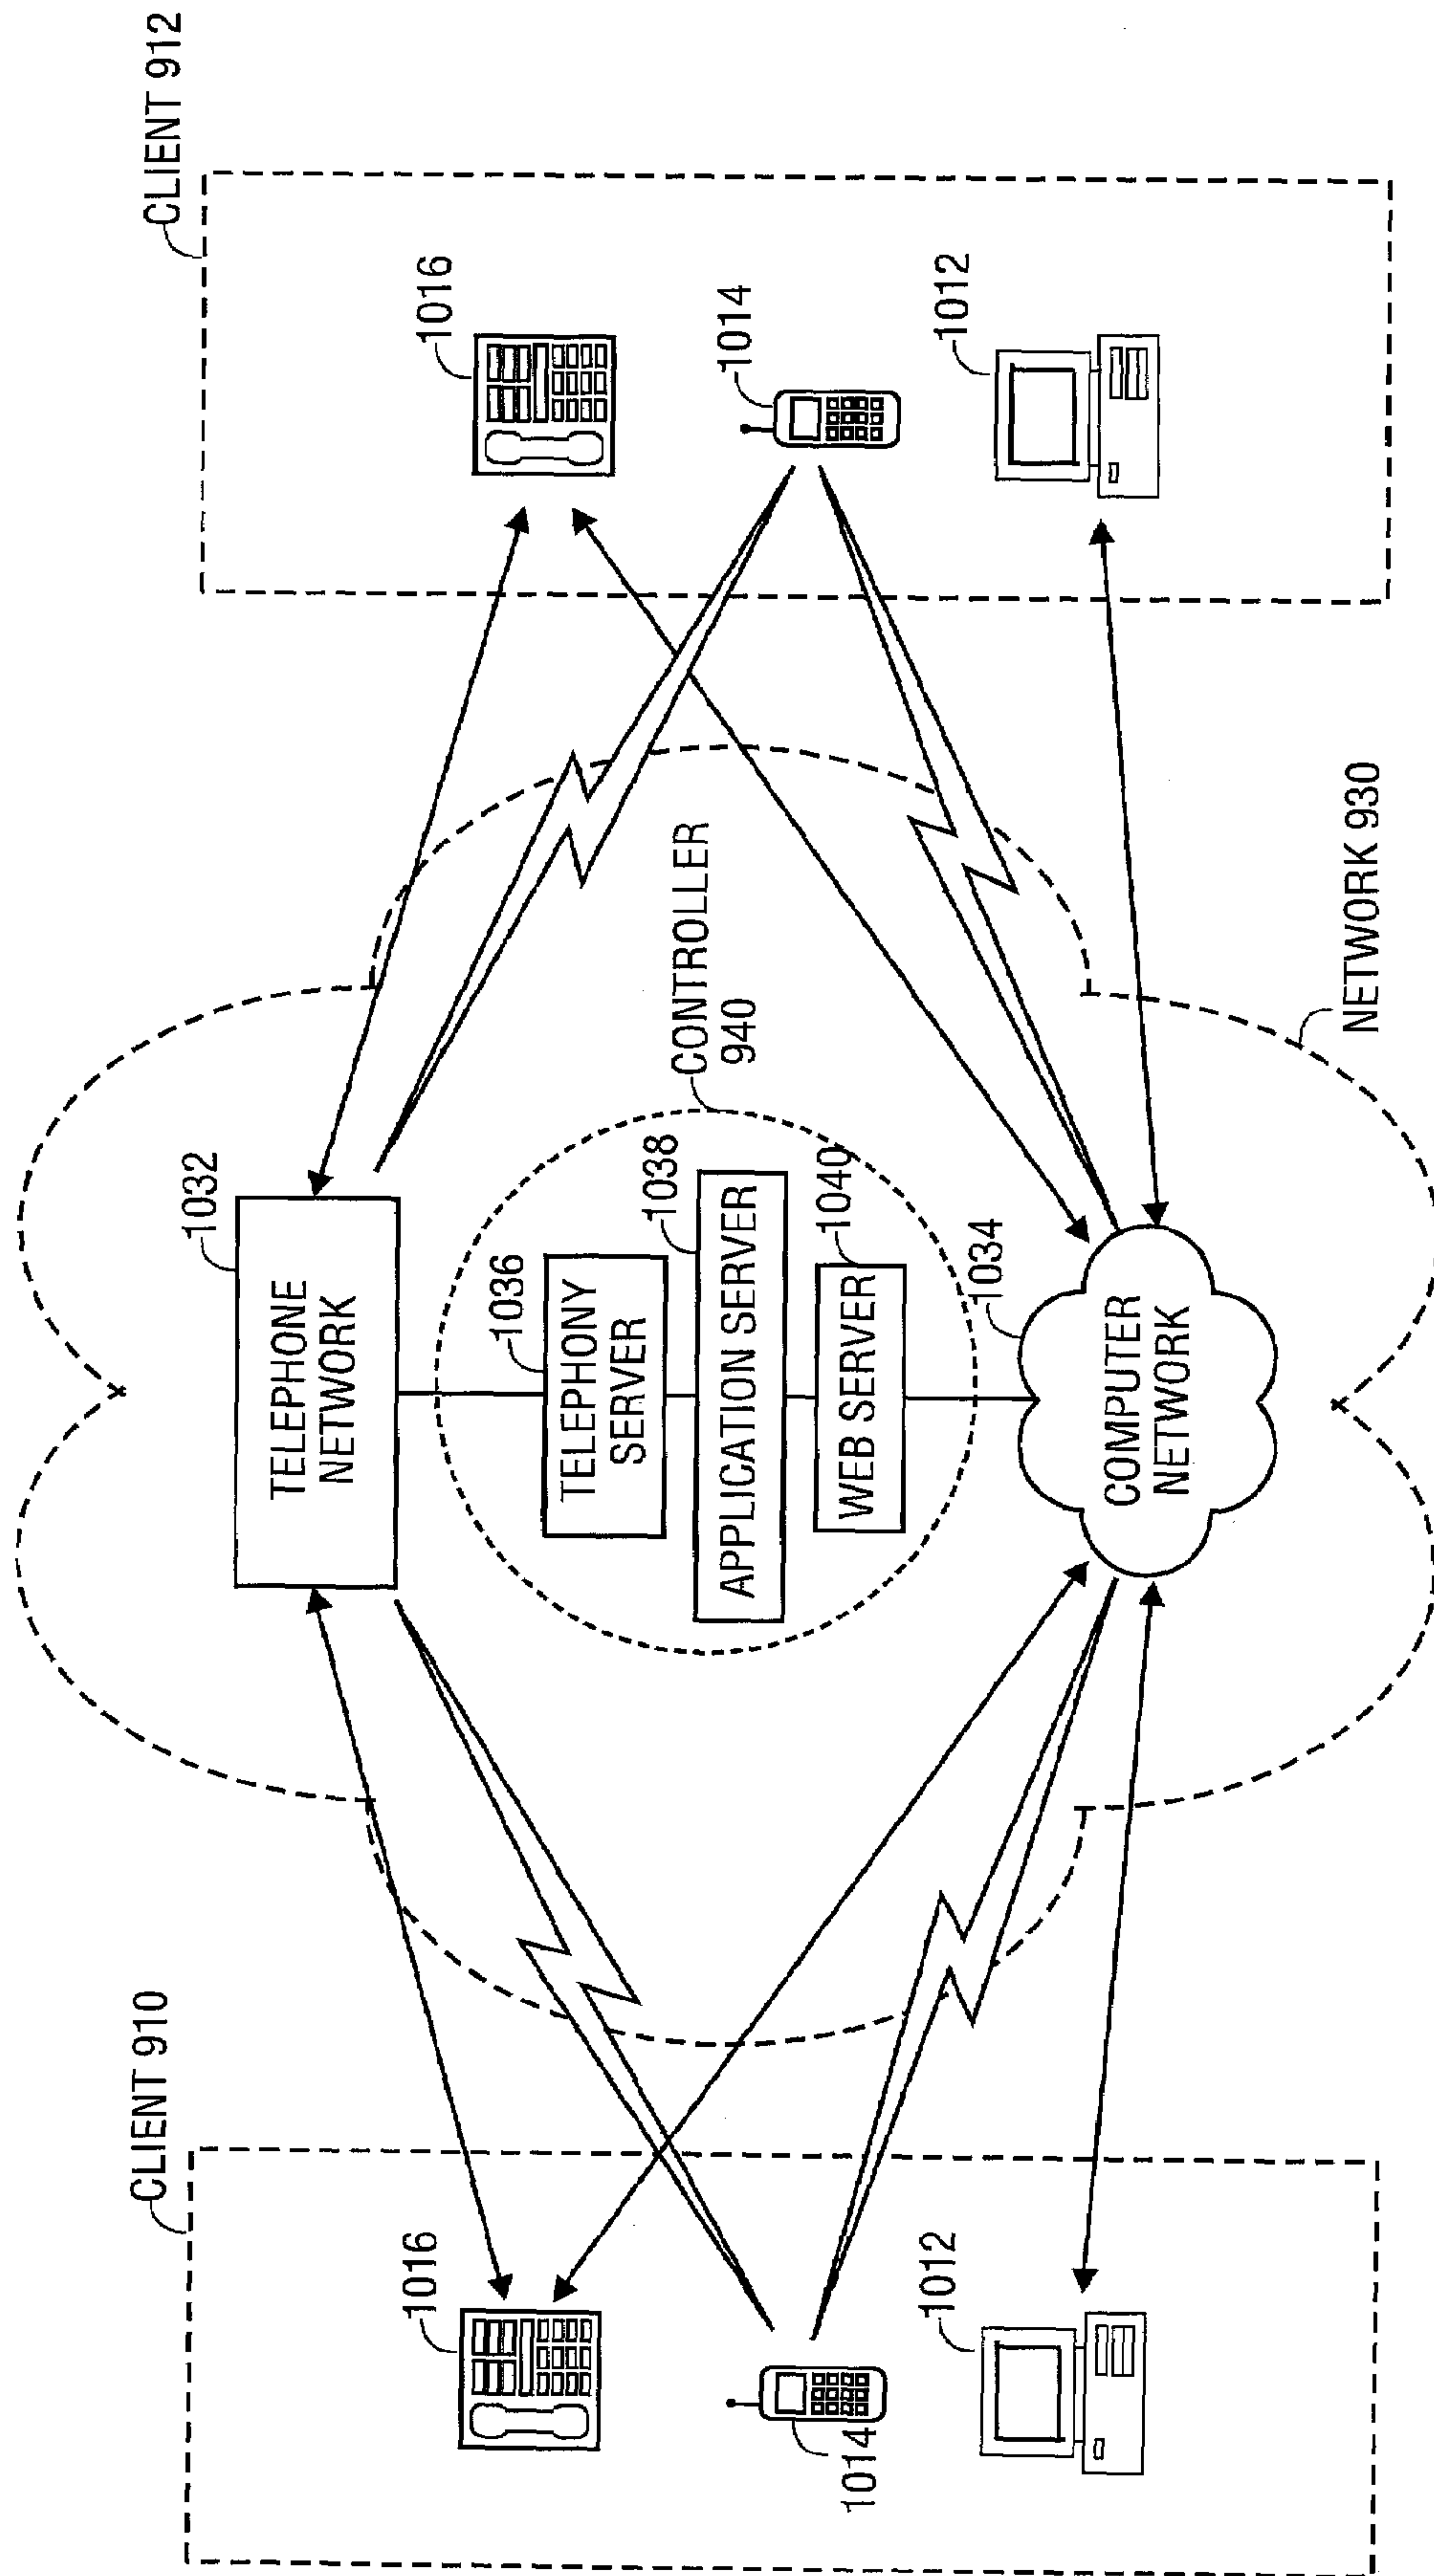 CLIENT 910
1016
1014
1012
TELEPHONE
NETWORK
1032
TELEPHONY
SERVER
1036
APPLICATION SERVER
1038
WEB SERVER
1040
CONTROLLER
940
COMPUTER
NETWORK
1034
NETWORK 930
CLIENT 912
1016
1014
1012